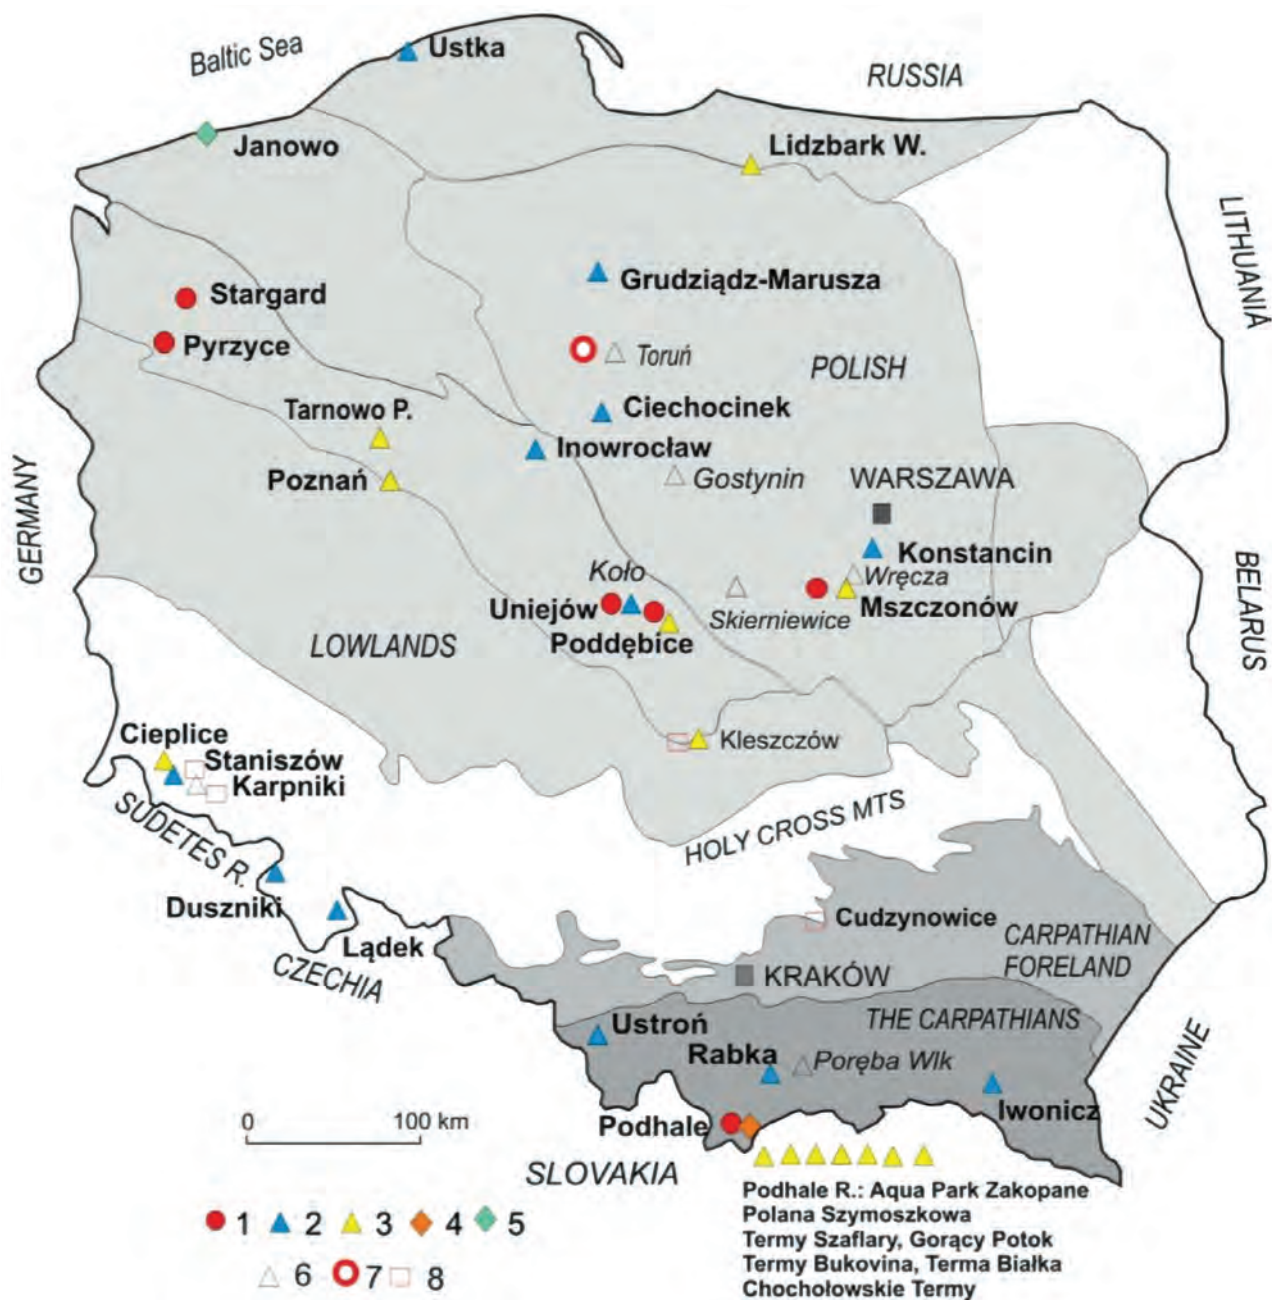 Baltic Sea
Ustka
RUSSIA
Janowo
Lidzbark W.
LITHUANIA
Grudziądz-Marusza
Stargard
Pyrzyce
Toruń
POLISH
Tarnowo P.
Ciechocinek
Inowrocław
GERMANY
Poznań
Gostynin
WARSZAWA
Konstancin
BELARUS
Koło
Wręcza
Uniejów
Skierniewice
Mszczonów
Poddębice
LOWLANDS
Cieplice
Kleszczów
Staniszów
Karpniki
SUDETES R.
HOLY CROSS MTS
Duszniki
Lądek
Cudzynowice
CARPATHIAN
FORELAND
CZECHIA
KRAKÓW
Ustroń
THE CARPATHIANS
Rabka
Poręba Wlk
UKRAINE
Iwonicz
0 100 km
Podhale
SLOVAKIA
Podhale R.: Aqua Park Zakopane
Polana Szymoszkowa
Termy Szaflary, Gorący Potok
Termy Bukovina, Terma Białka
Chochołowskie Termy
1 2 3 4 5
6 7 8